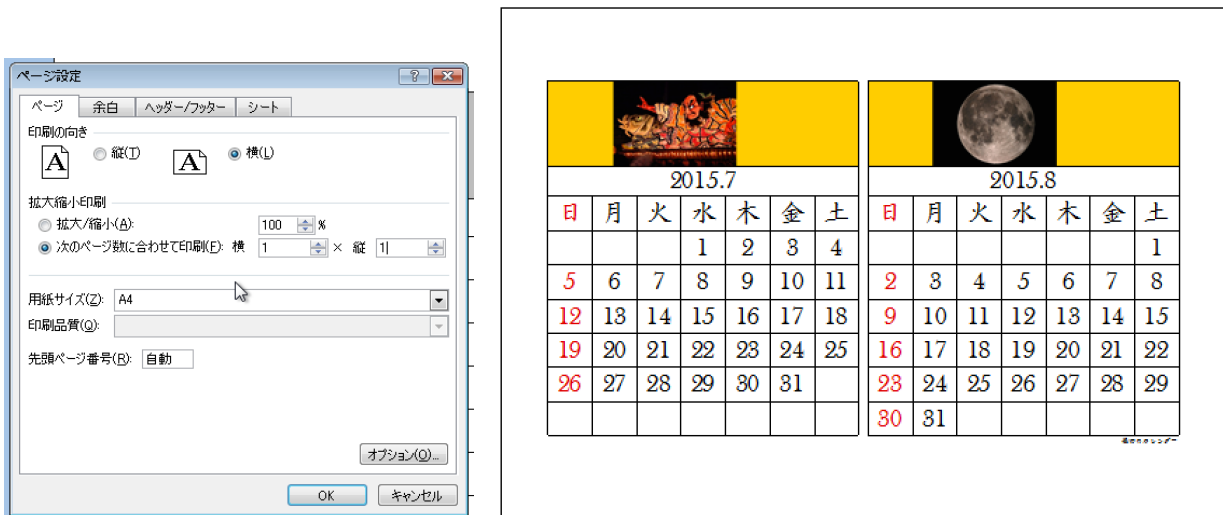 ページ設定
ページ 余白 ヘッダー/フッター シート
印刷の向き
A 縦(T) A 横(L)
拡大縮小印刷
拡大/縮小(A): 100 %
次のページ数に合わせて印刷(F): 横 1 × 縦 1
用紙サイズ(Z): A4
印刷品質(Q):
先頭ページ番号(R): 自動
オプション(O)...
OK キャンセル
2015.7
日 月 火 水 木 金 土
1 2 3 4
5 6 7 8 9 10 11
12 13 14 15 16 17 18
19 20 21 22 23 24 25
26 27 28 29 30 31
2015.8
日 月 火 水 木 金 土
1
2 3 4 5 6 7 8
9 10 11 12 13 14 15
16 17 18 19 20 21 22
23 24 25 26 27 28 29
30 31